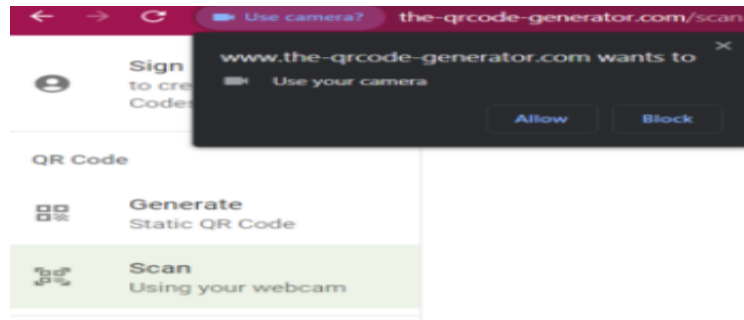 Use camera? the-qrcode-generator.com/scan
www.the-qrcode-generator.com wants to
Use your camera
Allow Block
Sign
to cre
Codes
QR Code
Generate
Static QR Code
Scan
Using your webcam